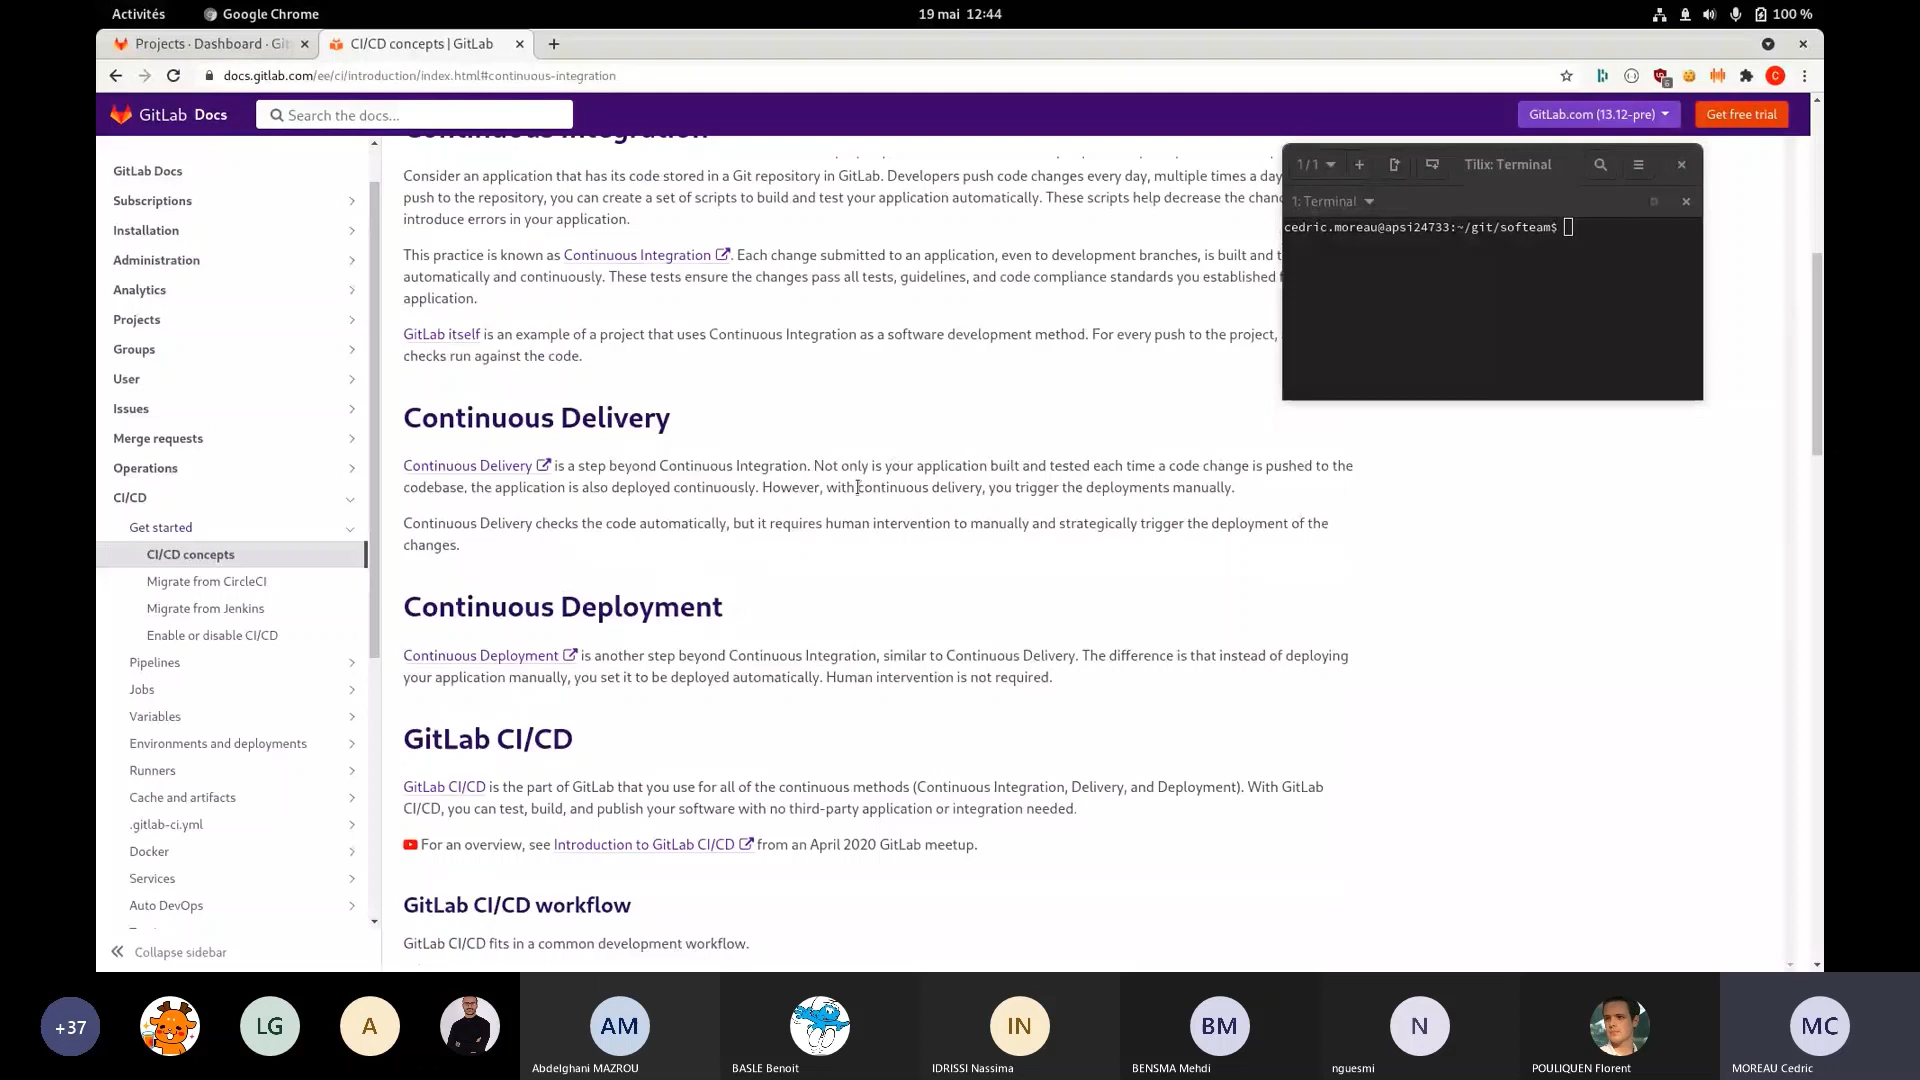 Activités
Google Chrome
19 mai 12:44
100 %
Projects · Dashboard · Git
CI/CD concepts | GitLab
docs.gitlab.com/ee/ci/introduction/index.html#continuous-integration
C
GitLab Docs
Search the docs...
GitLab.com (13.12-pre)
Get free trial
GitLab Docs
Subscriptions
Installation
Administration
Analytics
Projects
Groups
User
Issues
Merge requests
Operations
CI/CD
Get started
CI/CD concepts
Migrate from CircleCI
Migrate from Jenkins
Enable or disable CI/CD
Pipelines
Jobs
Variables
Environments and deployments
Runners
Cache and artifacts
.gitlab-ci.yml
Docker
Services
Auto DevOps
Collapse sidebar
Continuous Integration
Consider an application that has its code stored in a Git repository in GitLab. Developers push code changes every day, multiple times a day
push to the repository, you can create a set of scripts to build and test your application automatically. These scripts help decrease the chanc
introduce errors in your application.
This practice is known as Continuous Integration. Each change submitted to an application, even to development branches, is built and t
automatically and continuously. These tests ensure the changes pass all tests, guidelines, and code compliance standards you established f
application.
GitLab itself is an example of a project that uses Continuous Integration as a software development method. For every push to the project,
checks run against the code.
Continuous Delivery
Continuous Delivery is a step beyond Continuous Integration. Not only is your application built and tested each time a code change is pushed to the
codebase, the application is also deployed continuously. However, with continuous delivery, you trigger the deployments manually.
Continuous Delivery checks the code automatically, but it requires human intervention to manually and strategically trigger the deployment of the
changes.
Continuous Deployment
Continuous Deployment is another step beyond Continuous Integration, similar to Continuous Delivery. The difference is that instead of deploying
your application manually, you set it to be deployed automatically. Human intervention is not required.
GitLab CI/CD
GitLab CI/CD is the part of GitLab that you use for all of the continuous methods (Continuous Integration, Delivery, and Deployment). With GitLab
CI/CD, you can test, build, and publish your software with no third-party application or integration needed.
For an overview, see Introduction to GitLab CI/CD from an April 2020 GitLab meetup.
GitLab CI/CD workflow
GitLab CI/CD fits in a common development workflow.
1/1
Tilix: Terminal
1: Terminal
cedric.moreau@apsi24733:~/git/softeam$
+37
LG
A
AM
IN
BM
N
MC
Abdelghani MAZROU
BASLE Benoit
IDRISSI Nassima
BENSMA Mehdi
nguesmi
POULIQUEN Florent
MOREAU Cedric